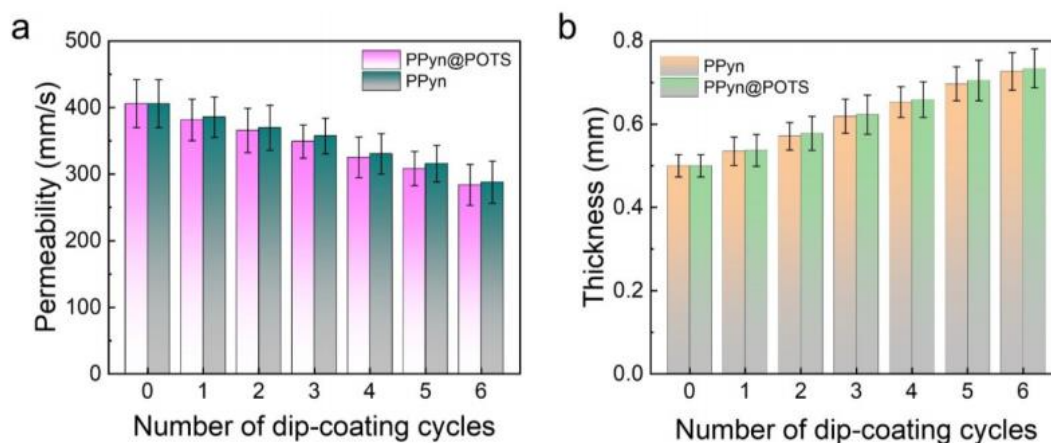 a
500
400
300
200
100
0
Permeability (mm/s)
PPyn@POTS
PPyn
0 1 2 3 4 5 6
Number of dip-coating cycles
b
0.8
0.6
0.4
0.2
0.0
Thickness (mm)
PPyn
PPyn@POTS
0 1 2 3 4 5 6
Number of dip-coating cycles